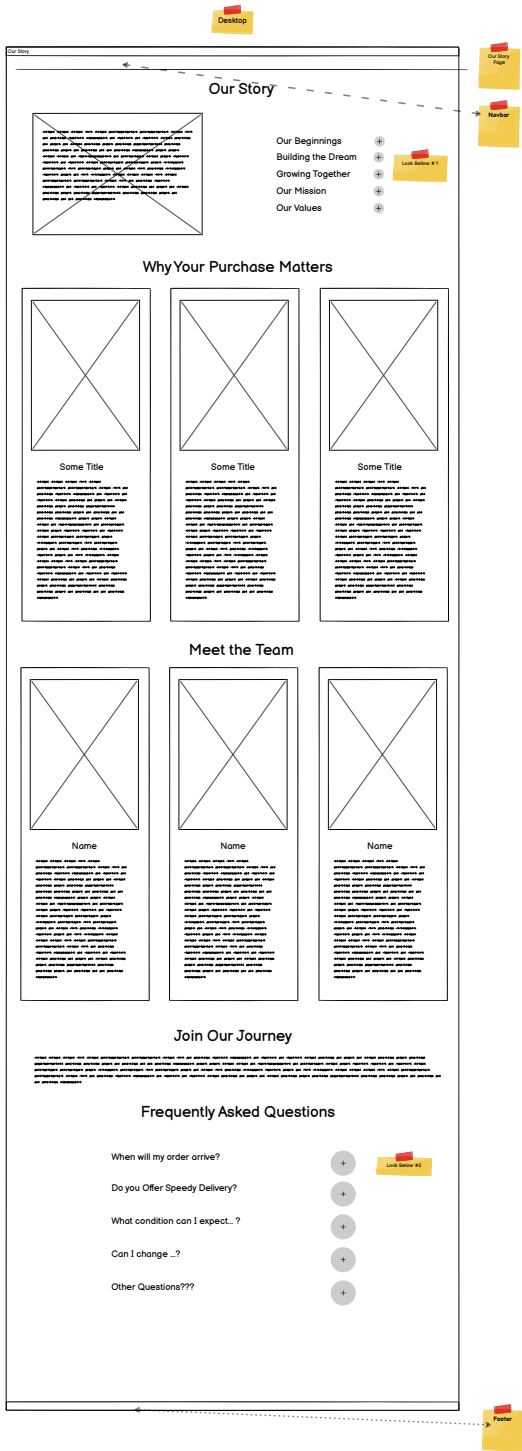 Desktop
Our Story
Our Story
Page
Our Story
Navbar
Our Beginnings
Building the Dream
Growing Together
Our Mission
Our Values
Look Bellow: # 1
Why Your Purchase Matters
Some Title
Some Title
Some Title
Meet the Team
Name
Name
Name
Join Our Journey
Frequently Asked Questions
When will my order arrive?
Look Below: #2
Do you Offer Speedy Delivery?
What condition can I expect... ?
Can I change ...?
Other Questions???
Footer